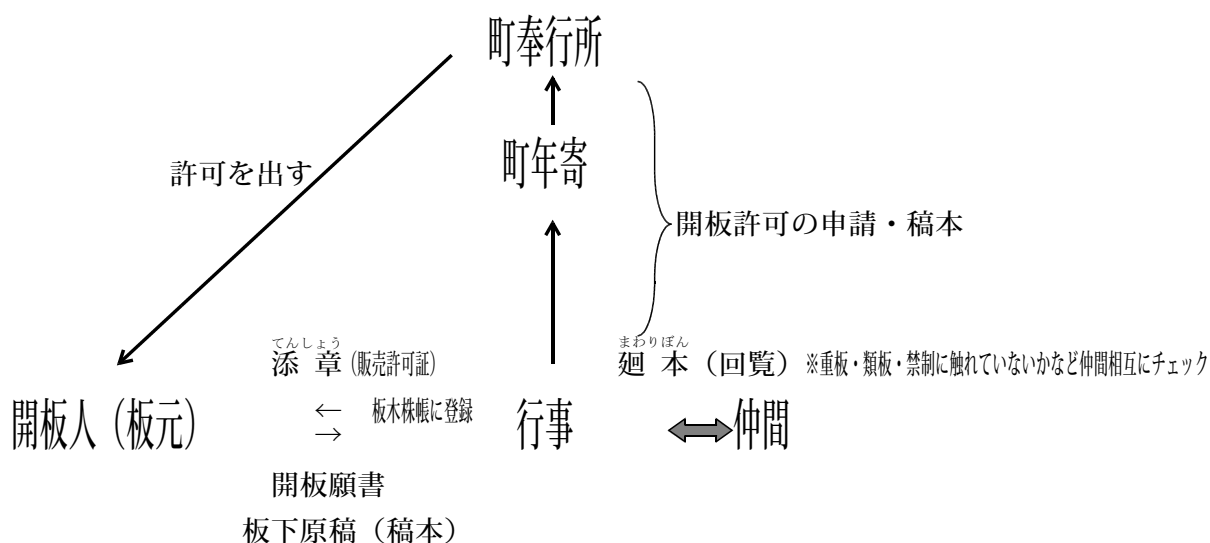 町奉行所
町年寄
許可を出す
開板許可の申請・稿本
てんしょう
添章(販売許可証)
まわりぼん
廻本(回覧)※重板・類板・禁制に触れていないかなど仲間相互にチェック
開板人(板元)
← 板木株帳に登録
→
行事
仲間
開板願書
板下原稿(稿本)